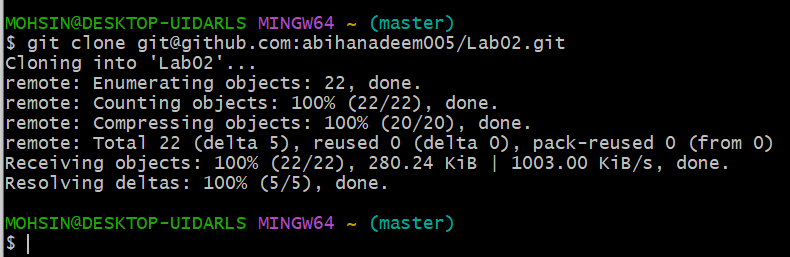 MOHSIN@DESKTOP-UIDARLS MINGW64 ~ (master)
$ git clone git@github.com:abihanadeem005/Lab02.git
Cloning into 'Lab02'...
remote: Enumerating objects: 22, done.
remote: Counting objects: 100% (22/22), done.
remote: Compressing objects: 100% (20/20), done.
remote: Total 22 (delta 5), reused 0 (delta 0), pack-reused 0 (from 0)
Receiving objects: 100% (22/22), 280.24 KiB | 1003.00 KiB/s, done.
Resolving deltas: 100% (5/5), done.
MOHSIN@DESKTOP-UIDARLS MINGW64 ~ (master)
$